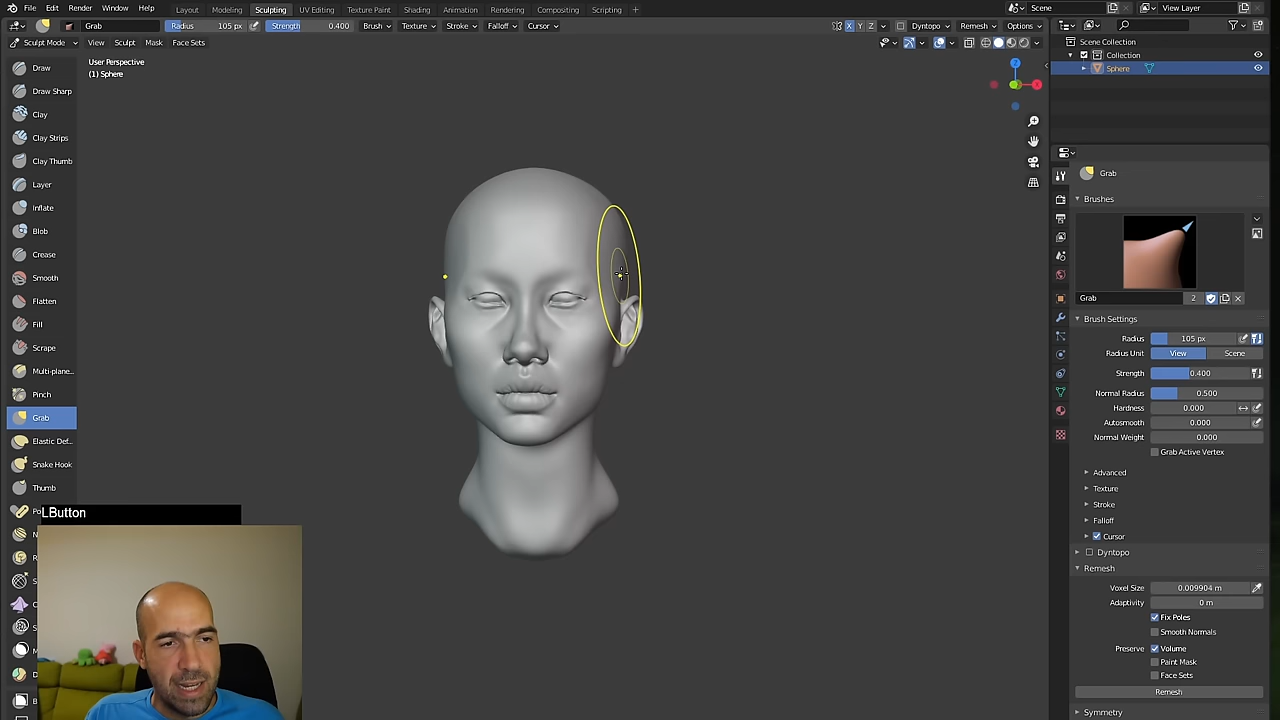 File Edit Render Window Help Layout Modeling Sculpting UV Editing Texture Paint Shading Animation Rendering Compositing Scripting + Scene View Layer
Grab Radius 105 px Strength 0.400 Brush Texture Stroke Falloff Cursor X Y Z Dyntopo Remesh Options
Sculpt Mode View Sculpt Mask Face Sets
User Perspective
(1) Sphere
Draw
Draw Sharp
Clay
Clay Strips
Clay Thumb
Layer
Inflate
Blob
Crease
Smooth
Flatten
Fill
Scrape
Multi-plane...
Pinch
Grab
Elastic Def...
Snake Hook
Thumb
LButton
Z
Scene Collection
Collection
Sphere
Grab
Brushes
Grab 2
Brush Settings
Radius 105 px
Radius Unit View Scene
Strength 0.400
Normal Radius 0.500
Hardness 0.000
Autosmooth 0.000
Normal Weight 0.000
Grab Active Vertex
Advanced
Texture
Stroke
Falloff
Cursor
Dyntopo
Remesh
Voxel Size 0.009904 m
Adaptivity 0 m
Fix Poles
Smooth Normals
Preserve Volume
Paint Mask
Face Sets
Remesh
Symmetry